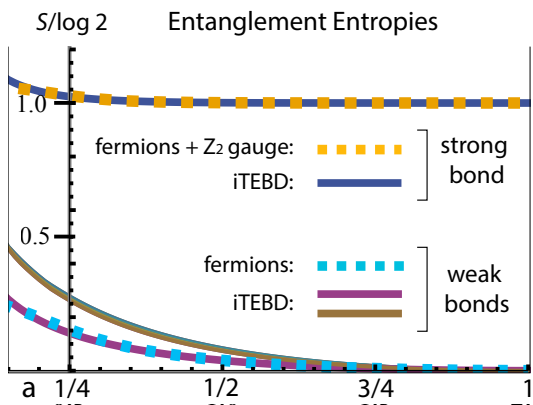 S/log 2 Entanglement Entropies
1.0
fermions + Z2 gauge:
iTEBD:
strong
bond
0.5
fermions:
iTEBD:
weak
bonds
a 1/4 1/2 3/4 1